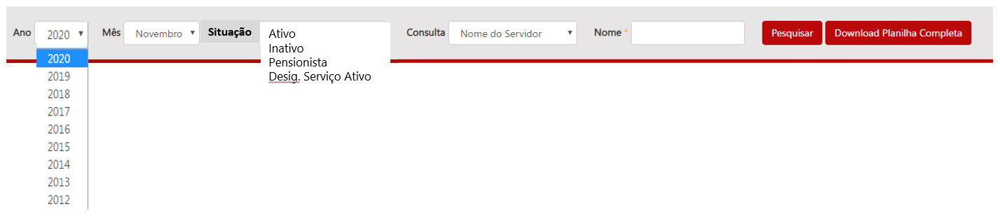 Ano 2020 Mês Novembro Situação Ativo Consulta Nome do Servidor Nome * Pesquisar Download Planilha Completa
Inativo
Pensionista
Desig. Serviço Ativo
2020
2019
2018
2017
2016
2015
2014
2013
2012